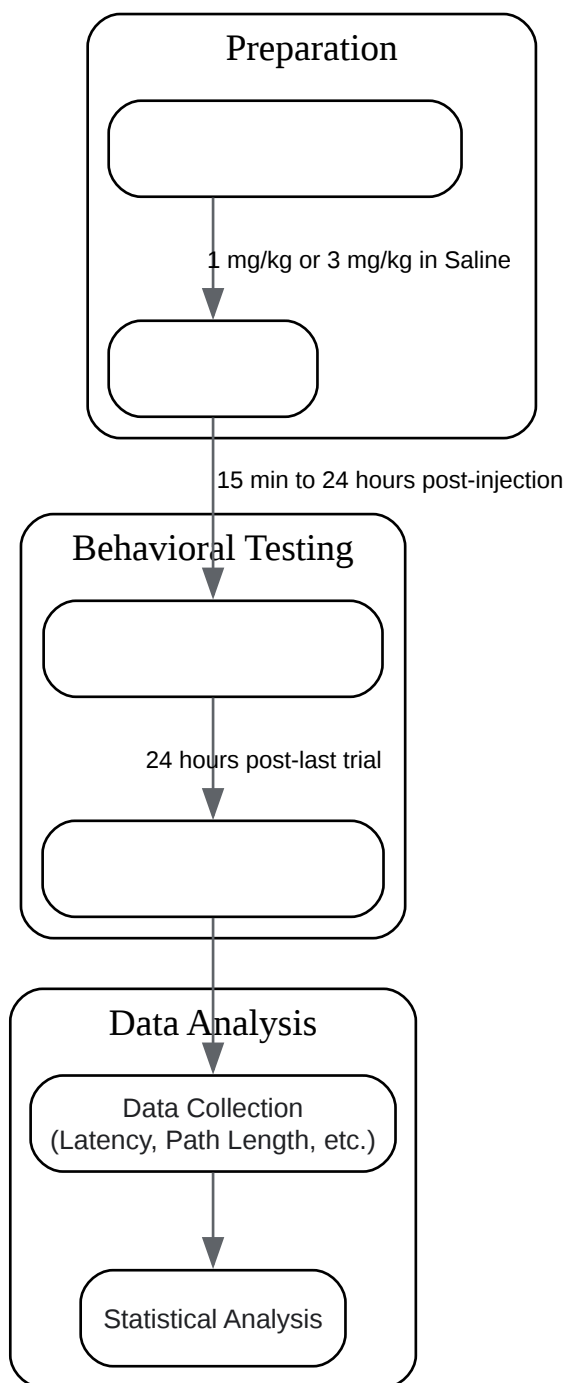 Preparation
1 mg/kg or 3 mg/kg in Saline
15 min to 24 hours post-injection
Behavioral Testing
24 hours post-last trial
Data Analysis
Data Collection
(Latency, Path Length, etc.)
Statistical Analysis